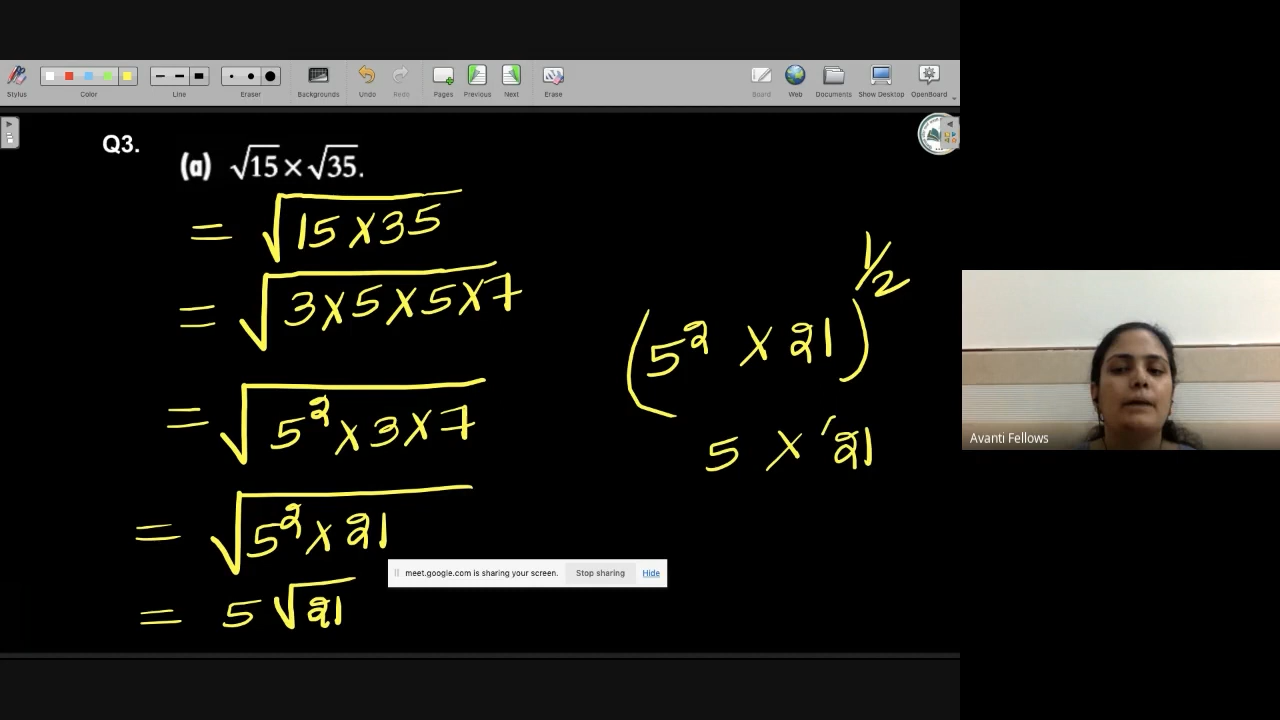 Stylus Color Line Eraser Backgrounds Undo Redo Pages Previous Next Erase Board Web Documents Show Desktop OpenBoard
Q3.
(a) √15 × √35.
= √15 × 35
= √3 × 5 × 5 × 7
= √5² × 3 × 7
= √5² × 21
= 5 √21
(5² × 21)^1/2
5 × 21
meet.google.com is sharing your screen. Stop sharing Hide
Avanti Fellows